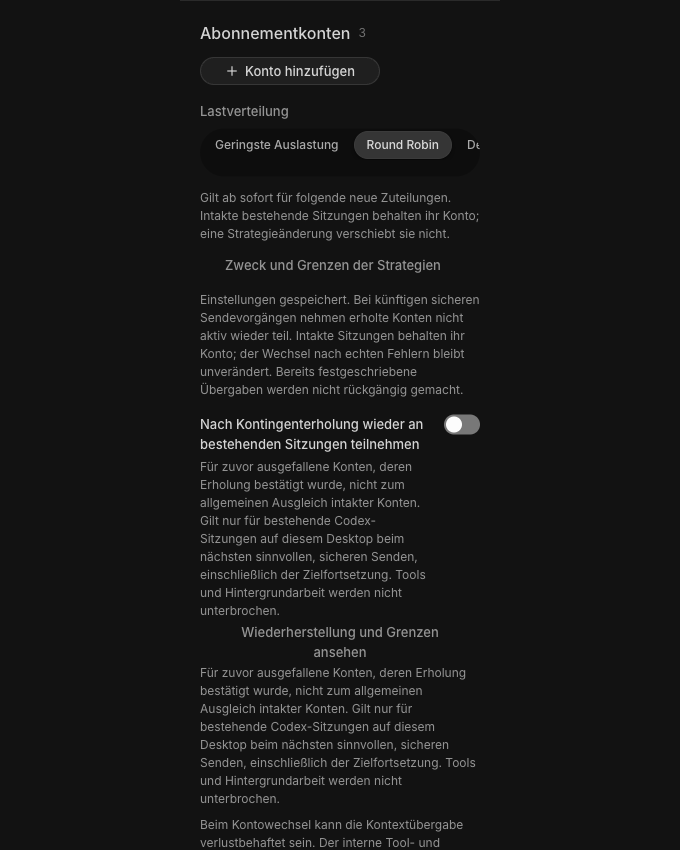 Abonnementkonten 3
+ Konto hinzufügen
Lastverteilung
Geringste Auslastung Round Robin De
Gilt ab sofort für folgende neue Zuteilungen.
Intakte bestehende Sitzungen behalten ihr Konto;
eine Strategieänderung verschiebt sie nicht.
Zweck und Grenzen der Strategien
Einstellungen gespeichert. Bei künftigen sicheren
Sendevorgängen nehmen erholte Konten nicht
aktiv wieder teil. Intakte Sitzungen behalten ihr
Konto; der Wechsel nach echten Fehlern bleibt
unverändert. Bereits festgeschriebene
Übergaben werden nicht rückgängig gemacht.
Nach Kontingenterholung wieder an
bestehenden Sitzungen teilnehmen
Für zuvor ausgefallene Konten, deren
Erholung bestätigt wurde, nicht zum
allgemeinen Ausgleich intakter Konten.
Gilt nur für bestehende Codex-
Sitzungen auf diesem Desktop beim
nächsten sinnvollen, sicheren Senden,
einschließlich der Zielfortsetzung. Tools
und Hintergrundarbeit werden nicht
unterbrochen.
Wiederherstellung und Grenzen
ansehen
Für zuvor ausgefallene Konten, deren Erholung
bestätigt wurde, nicht zum allgemeinen
Ausgleich intakter Konten. Gilt nur für
bestehende Codex-Sitzungen auf diesem
Desktop beim nächsten sinnvollen, sicheren
Senden, einschließlich der Zielfortsetzung. Tools
und Hintergrundarbeit werden nicht
unterbrochen.
Beim Kontowechsel kann die Kontextübergabe
verlustbehaftet sein. Der interne Tool- und